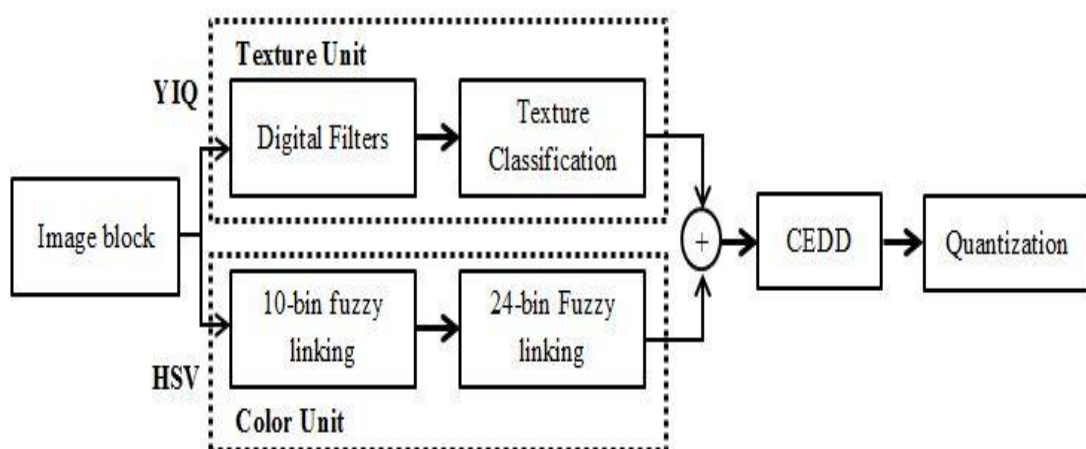 Texture Unit
YIQ
Digital Filters
Texture
Classification
Image block
+
CEDD
Quantization
10-bin fuzzy
linking
24-bin Fuzzy
linking
HSV
Color Unit